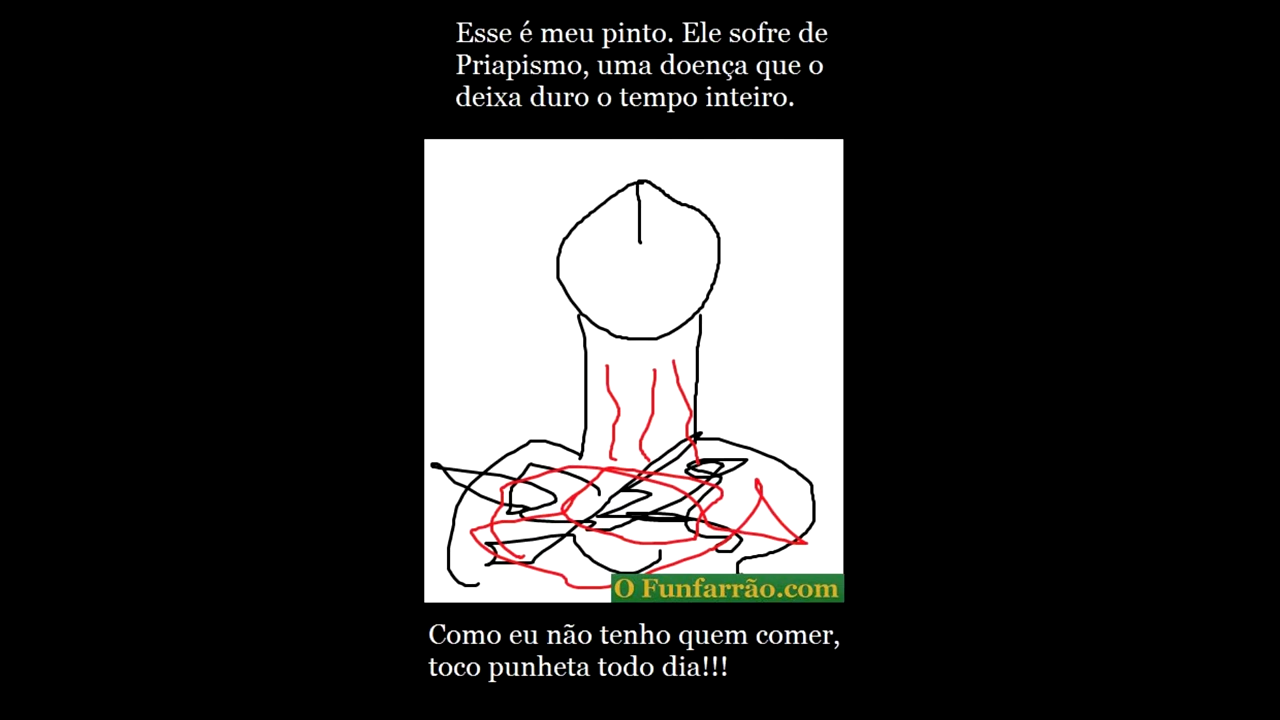 Esse é meu pinto. Ele sofre de
Priapismo, uma doença que o
deixa duro o tempo inteiro.
O Funfarrão.com
Como eu não tenho quem comer,
toco punheta todo dia!!!